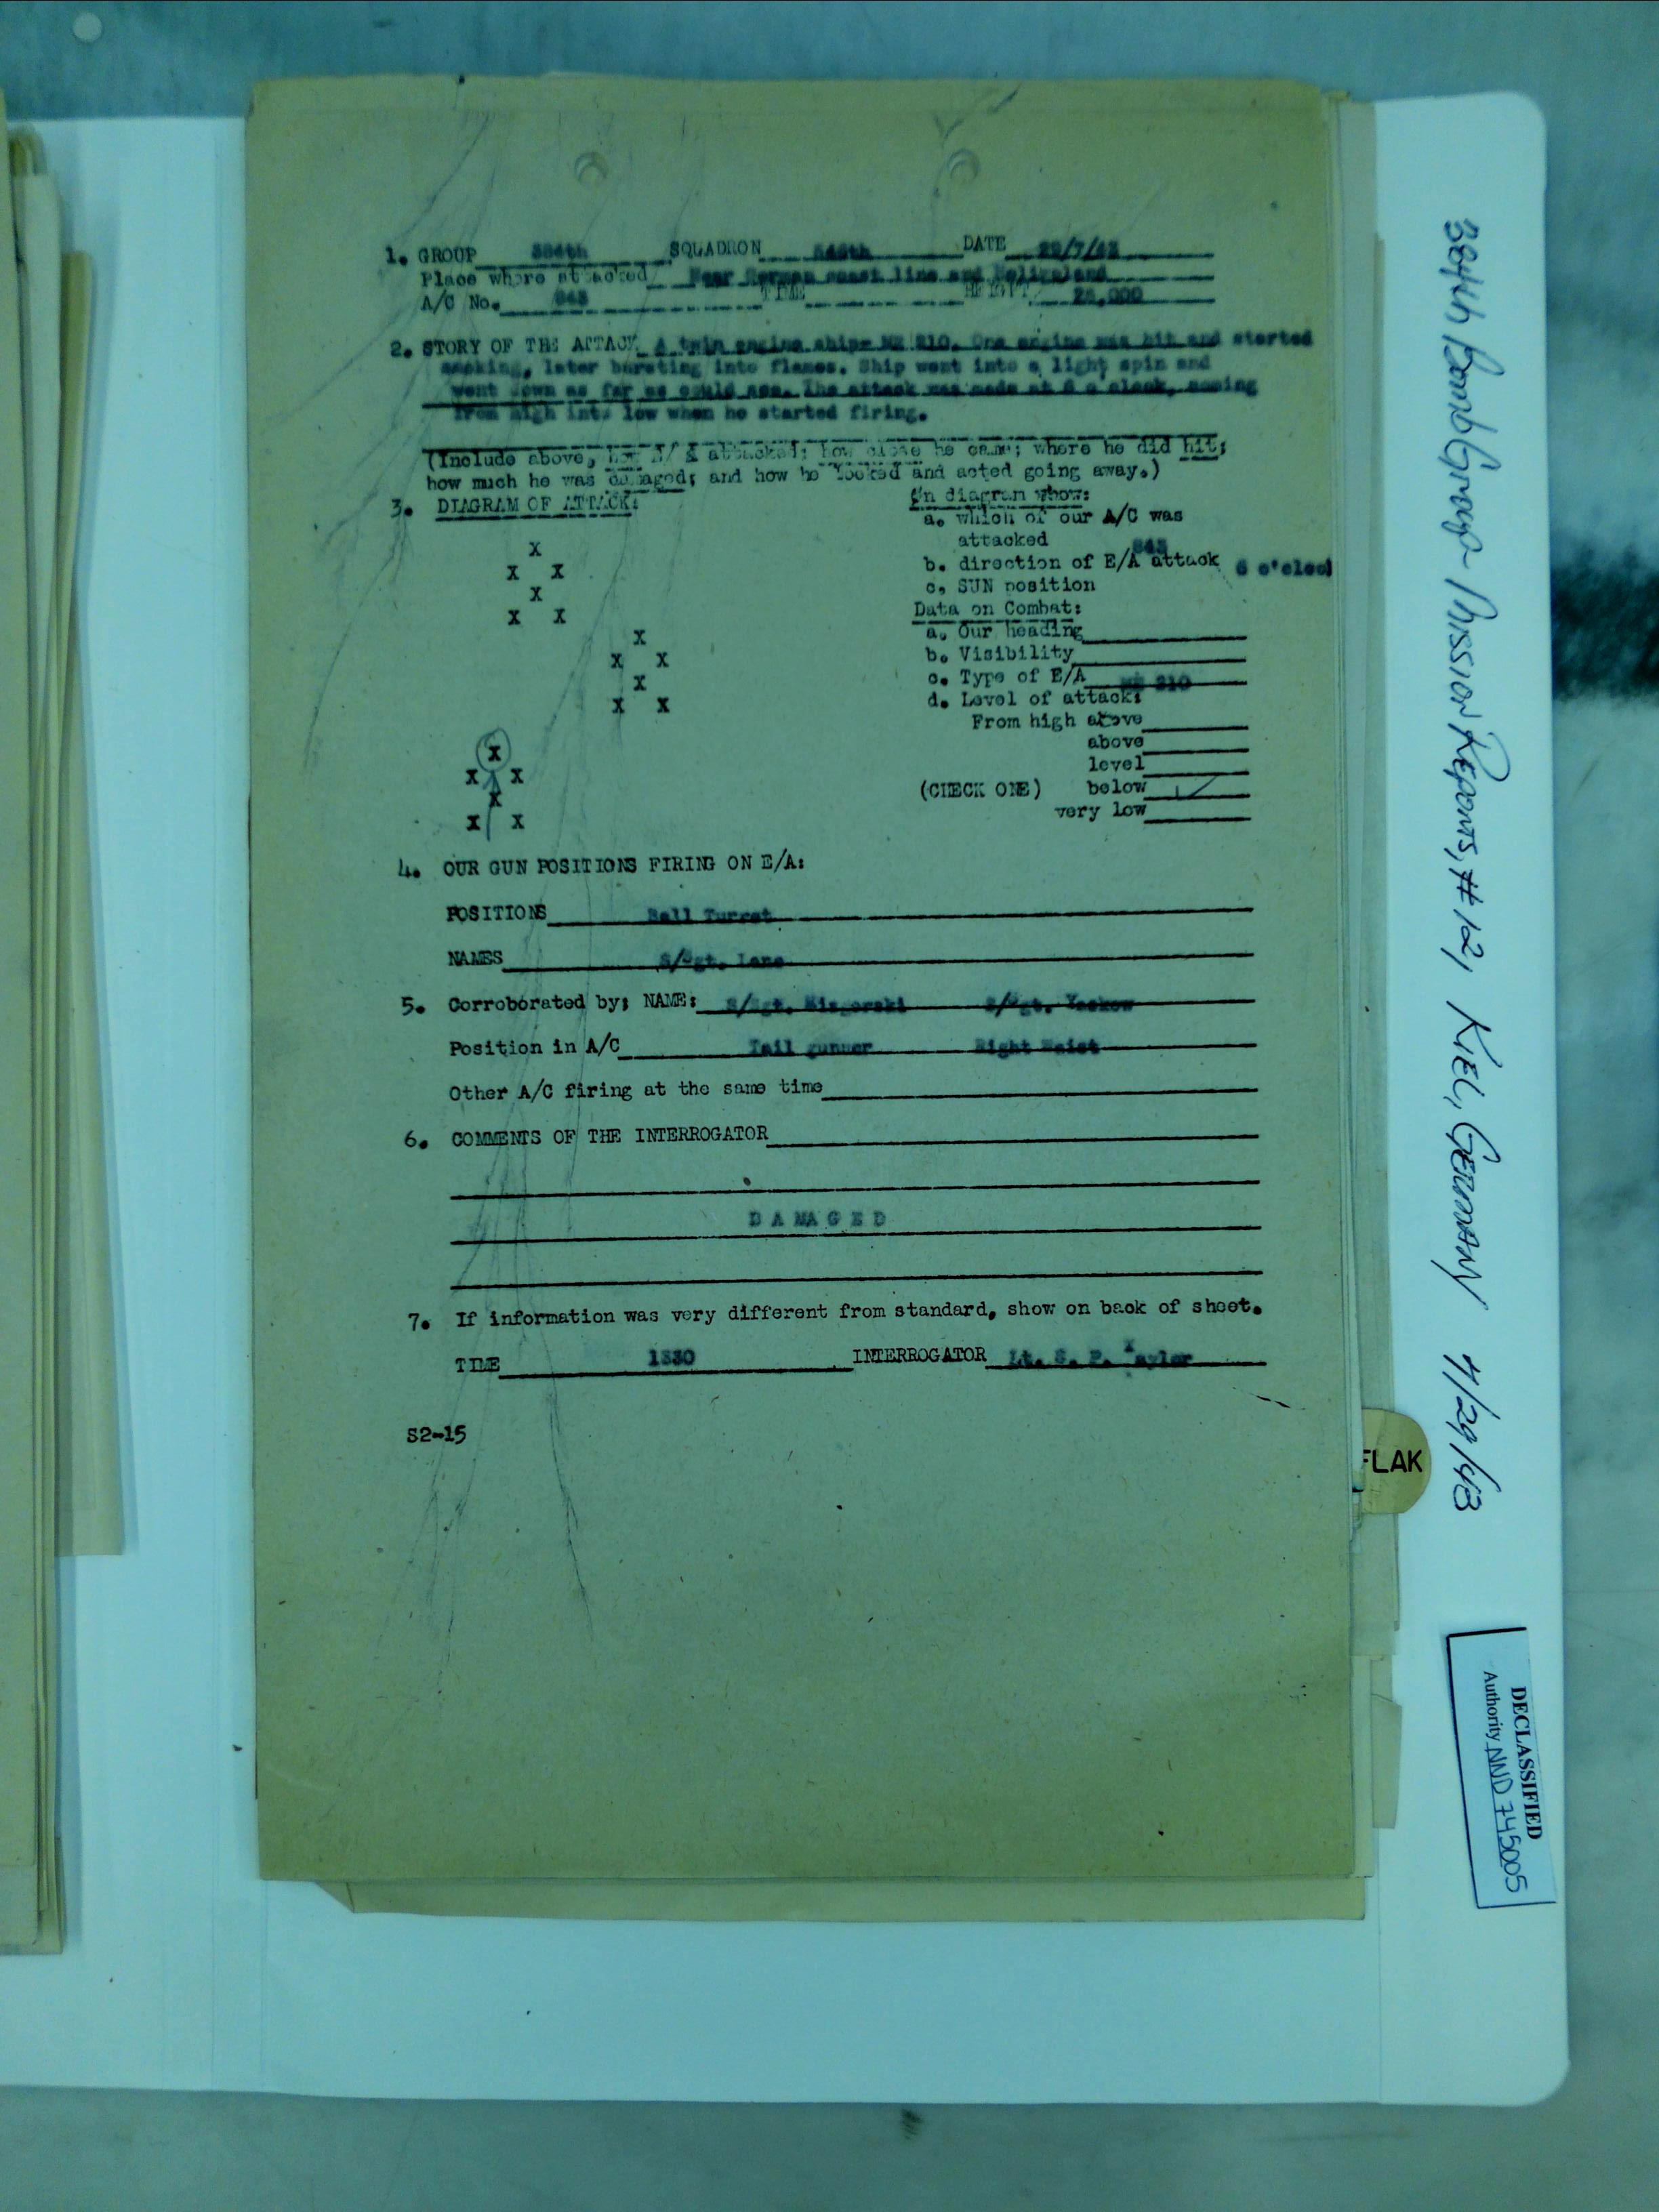 1. GROUP 384th SQUADRON 546th DATE 29/7/43
Place where attacked Near German coast line and Heligoland
A/C No. 843 TIME HEIGHT 25,000
2. STORY OF THE ATTACK A twin engine ship- ME 210. One engine was hit and started
smoking, later bursting into flames. Ship went into a light spin and
went down as far as could see. The attack was made at 6 o'clock, coming
from high into low when he started firing.
(Include above, how E/A attacked; how close he came; where he did hit;
how much he was damaged; and how he looked and acted going away.)
3. DIAGRAM OF ATTACK:
On diagram show:
a. which of our A/C was
attacked 843
b. direction of E/A attack 6 o'cloc
c. SUN position
Data on Combat:
a. Our heading
b. Visibility
c. Type of E/A ME 210
d. Level of attack:
From high above
above
level
(CHECK ONE) below ✓
very low
X
X X
X
X X
X
X X
X
X X
X
X X
X
X X
4. OUR GUN POSITIONS FIRING ON E/A:
POSITIONS Ball Turret
NAMES S/Sgt. Lane
5. Corroborated by; NAME: S/Sgt. S/Sgt. Yaskow
Position in A/C Tail gunner Right Waist
Other A/C firing at the same time
6. COMMENTS OF THE INTERROGATOR
D A M A G E D
7. If information was very different from standard, show on back of sheet.
TIME 1830 INTERROGATOR Lt. S. P.
S2-15
FLAK
384th Bomb Group Mission Reports, #12, KIEL, GERMANY 7/29/43
DECLASSIFIED
Authority NND 745005